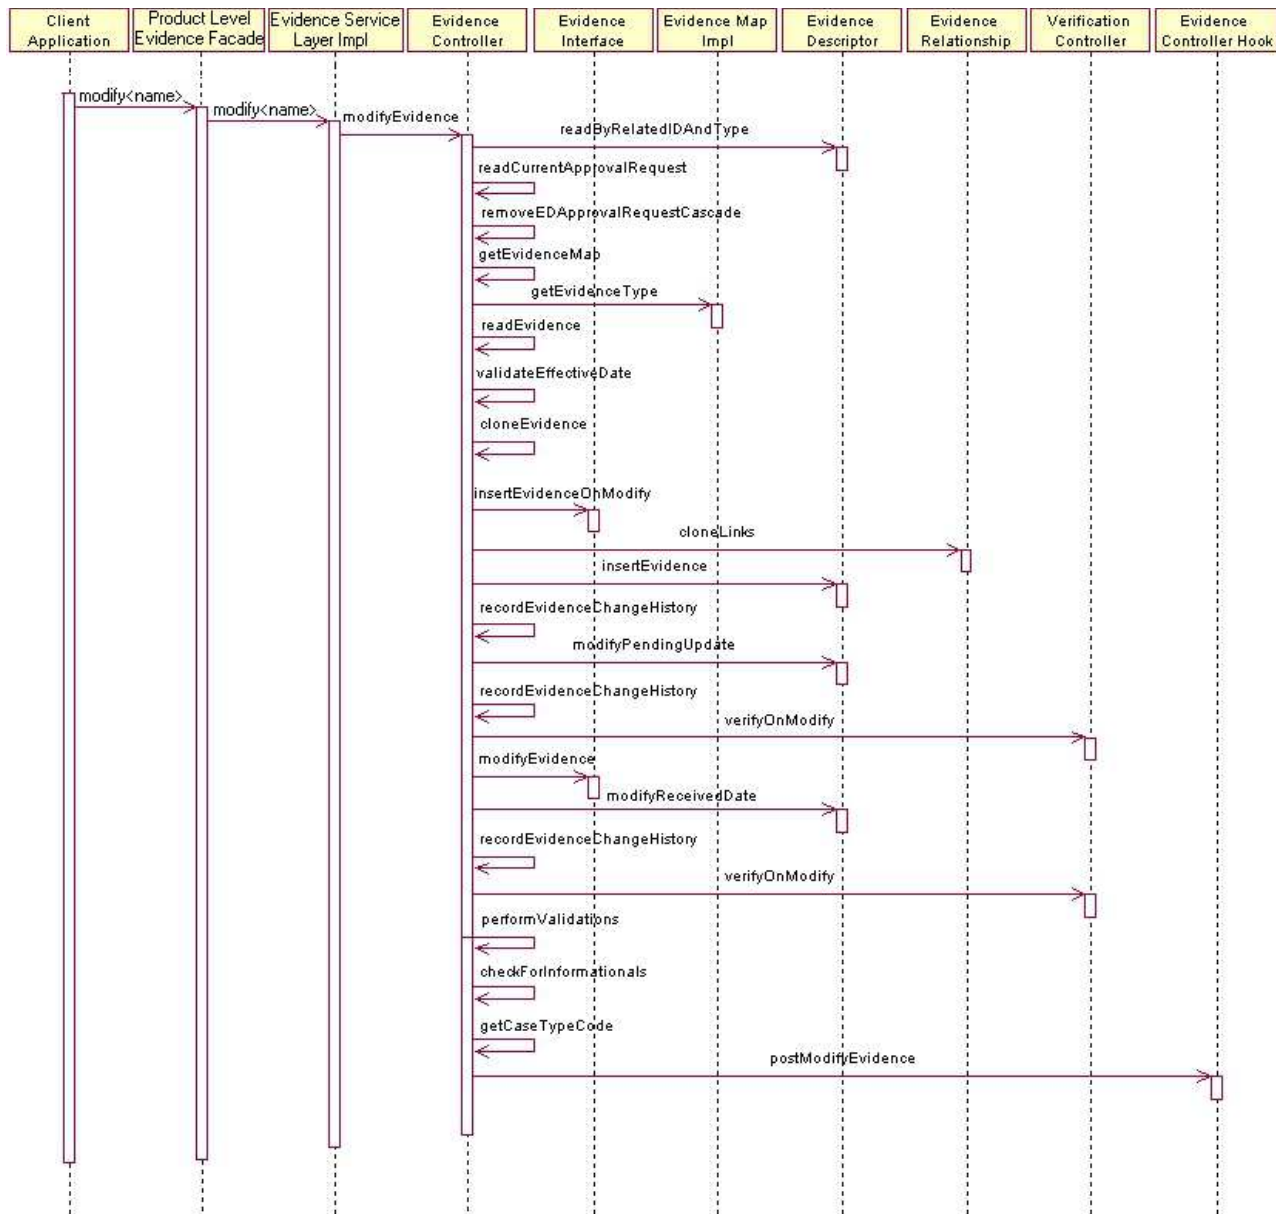 Client
Application
Product Level
Evidence Facade
Evidence Service
Layer Impl
Evidence
Controller
Evidence
Interface
Evidence Map
Impl
Evidence
Descriptor
Evidence
Relationship
Verification
Controller
Evidence
Controller Hook
modify<name>
modify<name>
modifyEvidence
readByRelatedIDAndType
readCurrentApprovalRequest
removeEDApprovalRequestCascade
getEvidenceMap
getEvidenceType
readEvidence
validateEffectiveDate
cloneEvidence
insertEvidenceOnModify
cloneLinks
insertEvidence
recordEvidenceChangeHistory
modifyPendingUpdate
recordEvidenceChangeHistory
verifyOnModify
modifyEvidence
modifyReceivedDate
recordEvidenceChangeHistory
verifyOnModify
performValidations
checkForInformationals
getCaseTypeCode
postModifyEvidence